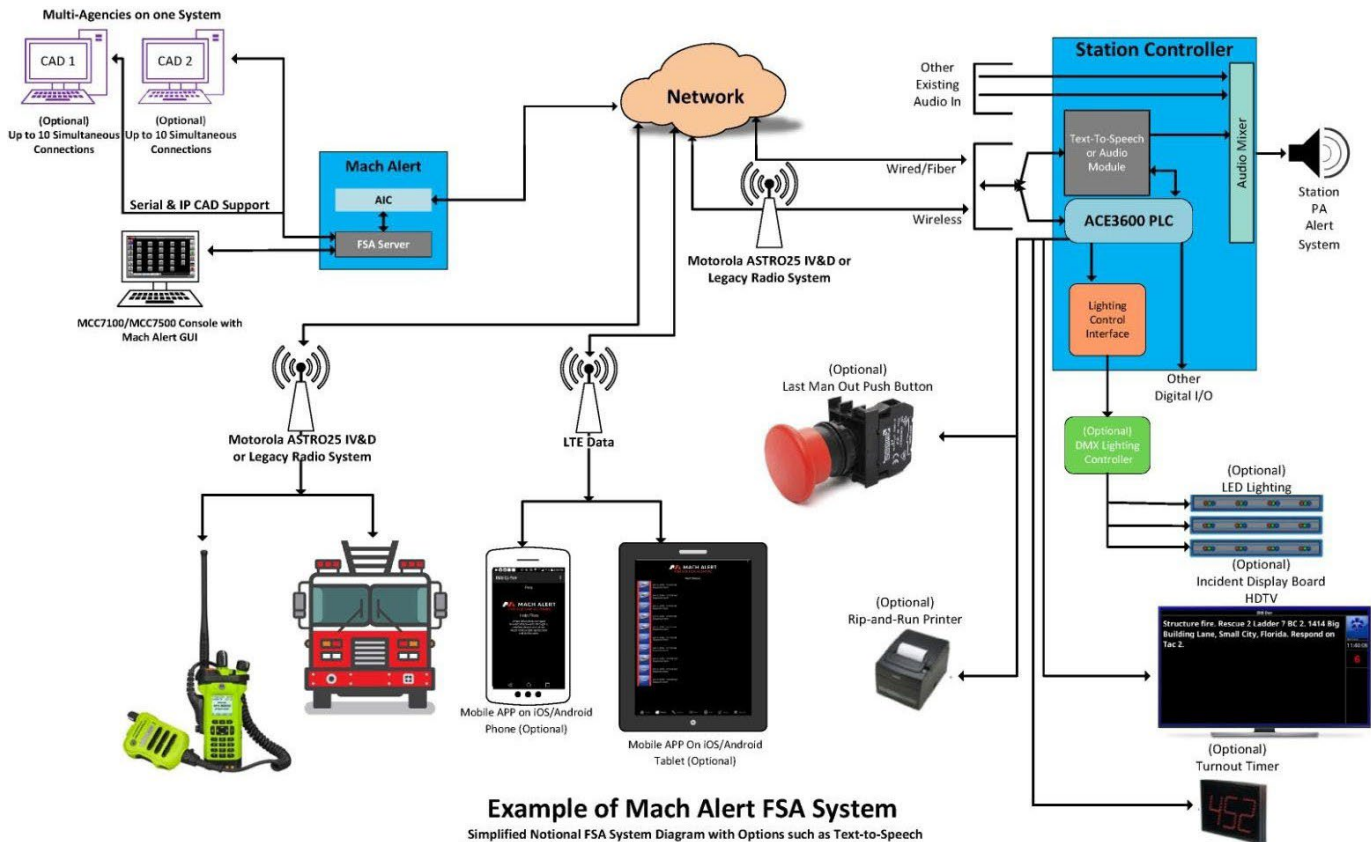 Multi-Agencies on one System
CAD 1
CAD 2
(Optional)
Up to 10 Simultaneous
Connections
(Optional)
Up to 10 Simultaneous
Connections
Serial & IP CAD Support
Mach Alert
AIC
FSA Server
MCC7100/MCC7500 Console with
Mach Alert GUI
Network
Motorola ASTRO25 IV&D or
Legacy Radio System
Wired/Fiber
Wireless
Other
Existing
Audio In
Station Controller
Text-To-Speech
or Audio
Module
ACE3600 PLC
Audio Mixer
Station
PA
Alert
System
Lighting
Control
Interface
Other
Digital I/O
(Optional)
DMX Lighting
Controller
(Optional)
LED Lighting
(Optional)
Incident Display Board
HDTV
Structure fire. Rescue 2 Ladder 7 BC 2. 1414 Big
Building Lane, Small City, Florida. Respond on
Tac 2.
6
(Optional)
Turnout Timer
452
(Optional)
Last Man Out Push Button
(Optional)
Rip-and-Run Printer
Motorola ASTRO25 IV&D
or Legacy Radio System
LTE Data
MACH ALERT
Mobile APP on iOS/Android
Phone (Optional)
MACH ALERT
Mobile APP On iOS/Android
Tablet (Optional)
Example of Mach Alert FSA System
Simplified Notional FSA System Diagram with Options such as Text-to-Speech